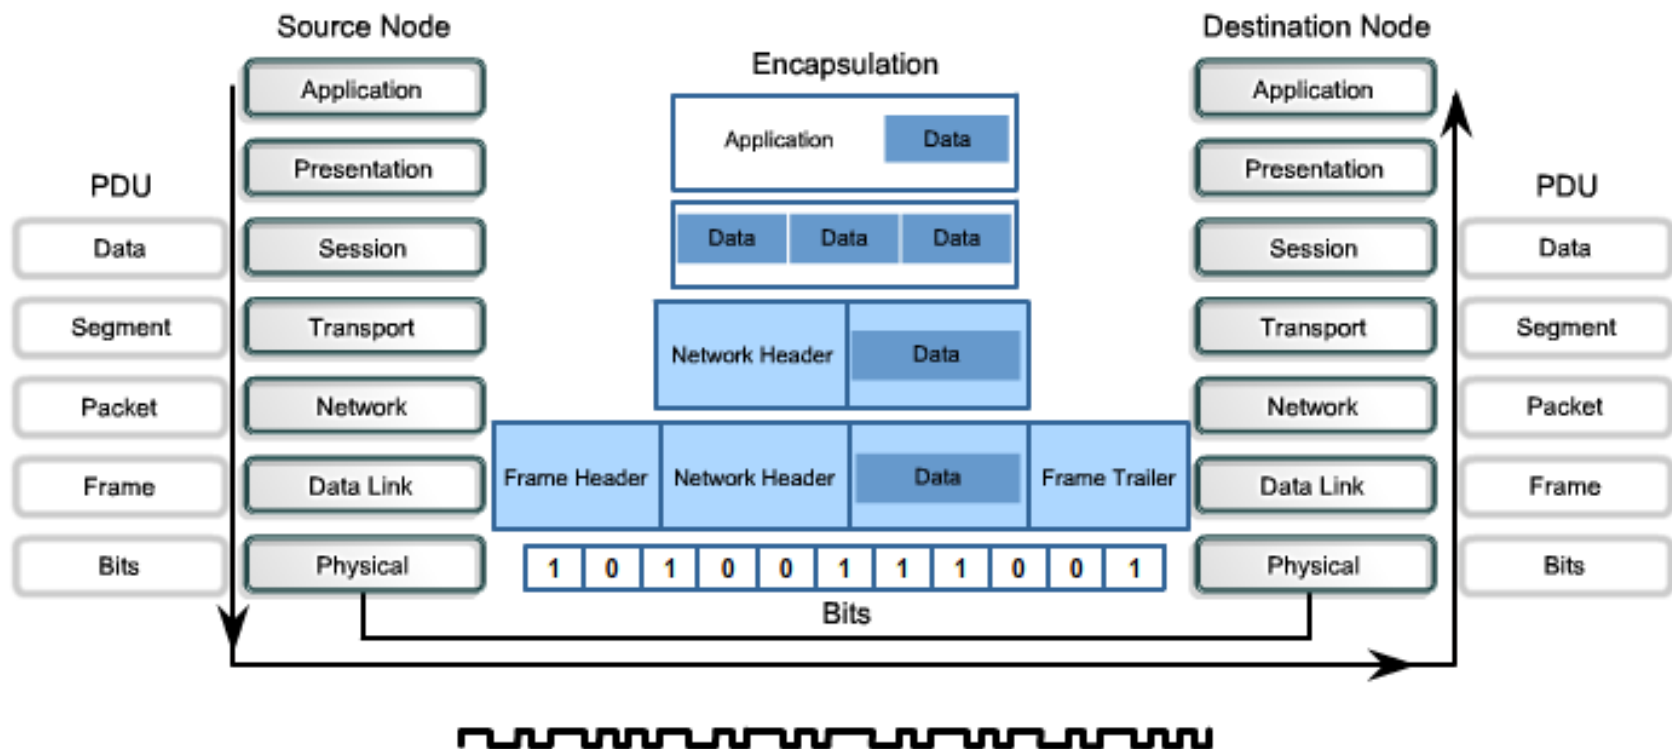 Source Node
Destination Node
Encapsulation
Application
Application Data
Application
Presentation
Presentation
PDU
PDU
Data
Session
Data Data Data
Session
Data
Segment
Transport
Network Header Data
Transport
Segment
Packet
Network
Network
Packet
Frame
Data Link
Frame Header Network Header Data Frame Trailer
Data Link
Frame
Bits
Physical
1 0 1 0 0 1 1 1 0 0 1
Physical
Bits
Bits